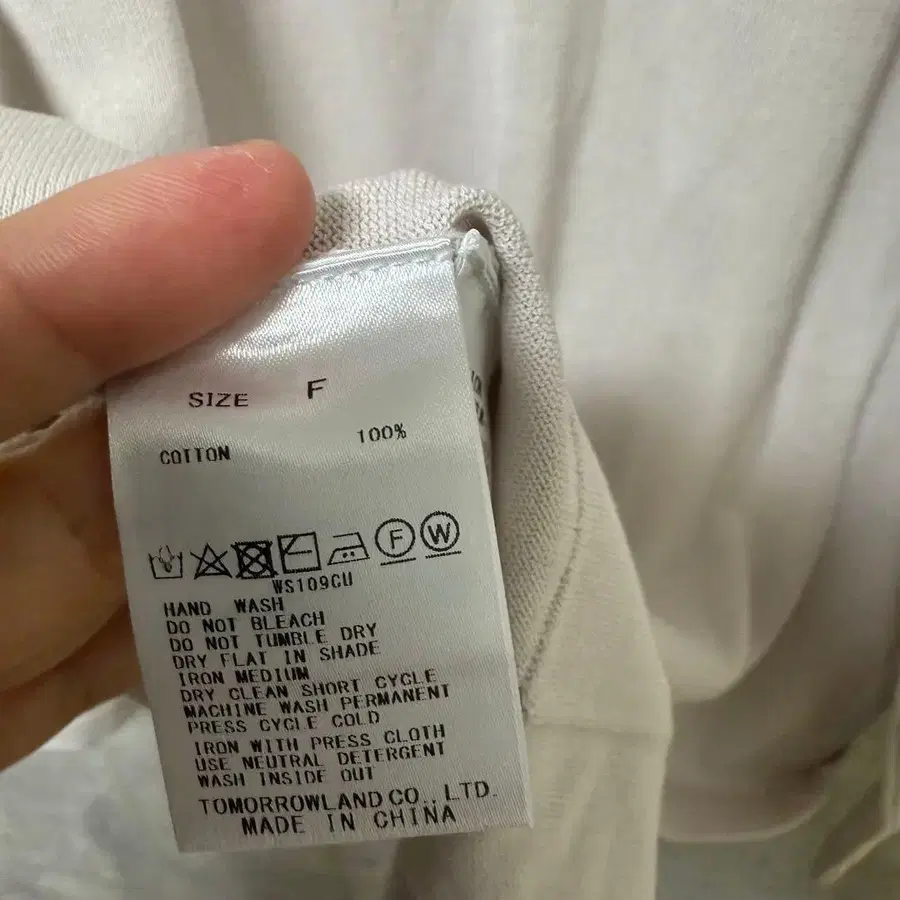 SIZE F
COTTON 100%
F W
WS109CU
HAND WASH
DO NOT BLEACH
DO NOT TUMBLE DRY
DRY FLAT IN SHADE
IRON MEDIUM
DRY CLEAN SHORT CYCLE
MACHINE WASH PERMANENT
PRESS CYCLE COLD
IRON WITH PRESS CLOTH
USE NEUTRAL DETERGENT
WASH INSIDE OUT
TOMORROWLAND CO., LTD.
MADE IN CHINA